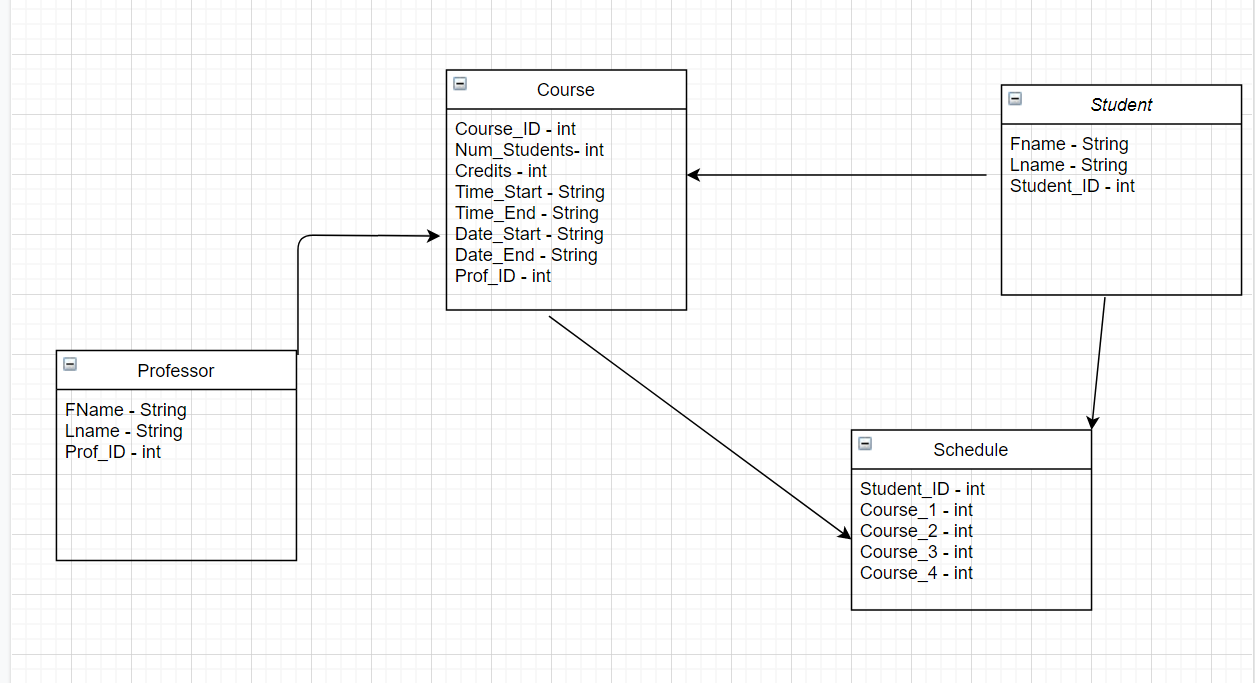 Course
Course_ID - int
Num_Students- int
Credits - int
Time_Start - String
Time_End - String
Date_Start - String
Date_End - String
Prof_ID - int
Student
Fname - String
Lname - String
Student_ID - int
Professor
FName - String
Lname - String
Prof_ID - int
Schedule
Student_ID - int
Course_1 - int
Course_2 - int
Course_3 - int
Course_4 - int